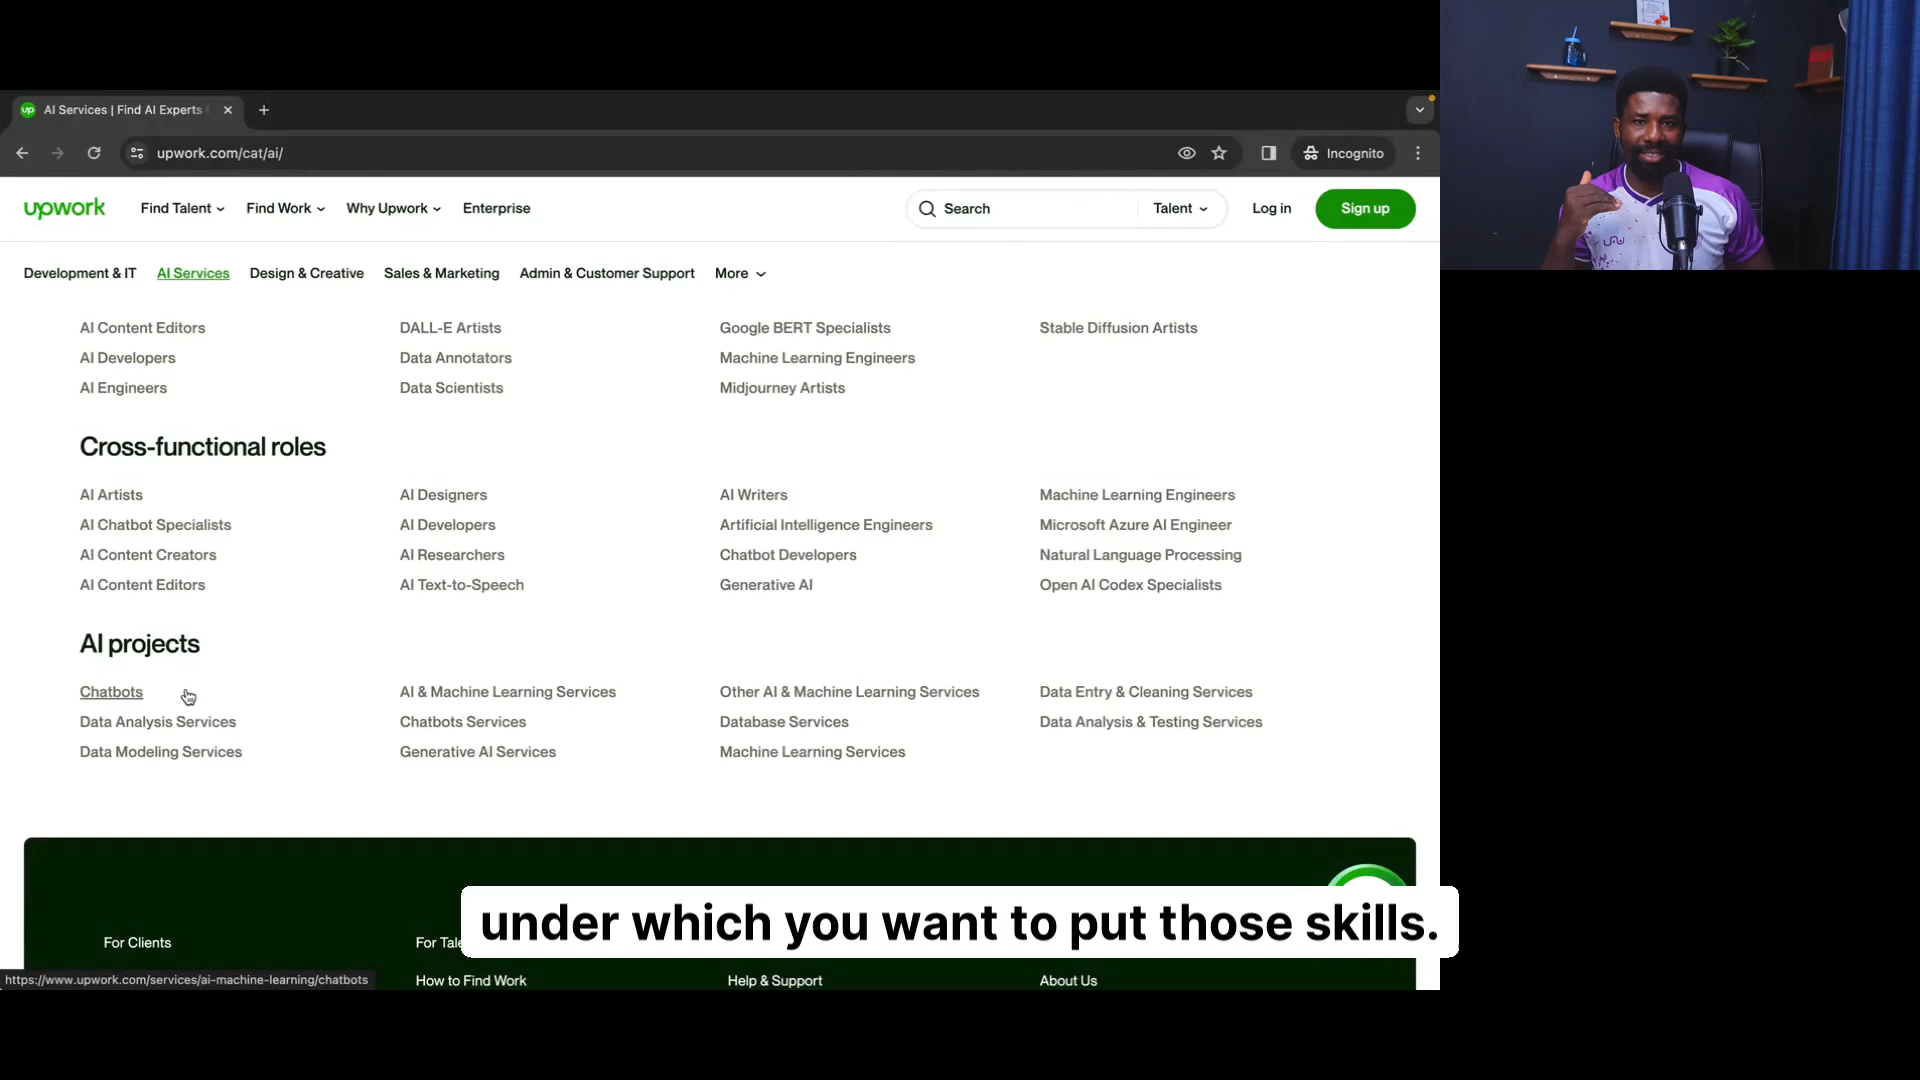 AI Services | Find AI Experts
upwork.com/cat/ai/
Incognito
upwork
Find Talent
Find Work
Why Upwork
Enterprise
Search
Talent
Log in
Sign up
Development & IT
AI Services
Design & Creative
Sales & Marketing
Admin & Customer Support
More
AI Content Editors
DALL-E Artists
Google BERT Specialists
Stable Diffusion Artists
AI Developers
Data Annotators
Machine Learning Engineers
AI Engineers
Data Scientists
Midjourney Artists
Cross-functional roles
AI Artists
AI Designers
AI Writers
Machine Learning Engineers
AI Chatbot Specialists
AI Developers
Artificial Intelligence Engineers
Microsoft Azure AI Engineer
AI Content Creators
AI Researchers
Chatbot Developers
Natural Language Processing
AI Content Editors
AI Text-to-Speech
Generative AI
Open AI Codex Specialists
AI projects
Chatbots
AI & Machine Learning Services
Other AI & Machine Learning Services
Data Entry & Cleaning Services
Data Analysis Services
Chatbots Services
Database Services
Data Analysis & Testing Services
Data Modeling Services
Generative AI Services
Machine Learning Services
under which you want to put those skills.
For Clients
For
https://www.upwork.com/services/ai-machine-learning/chatbots
How to Find Work
Help & Support
About Us